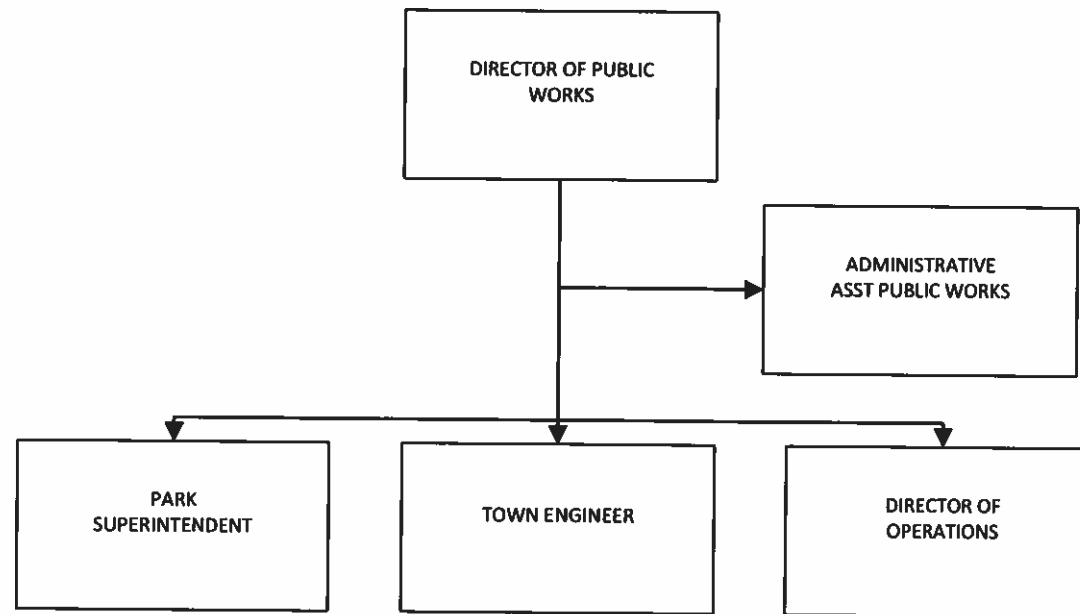 DIRECTOR OF PUBLIC
WORKS
ADMINISTRATIVE
ASST PUBLIC WORKS
PARK
SUPERINTENDENT
TOWN ENGINEER
DIRECTOR OF
OPERATIONS